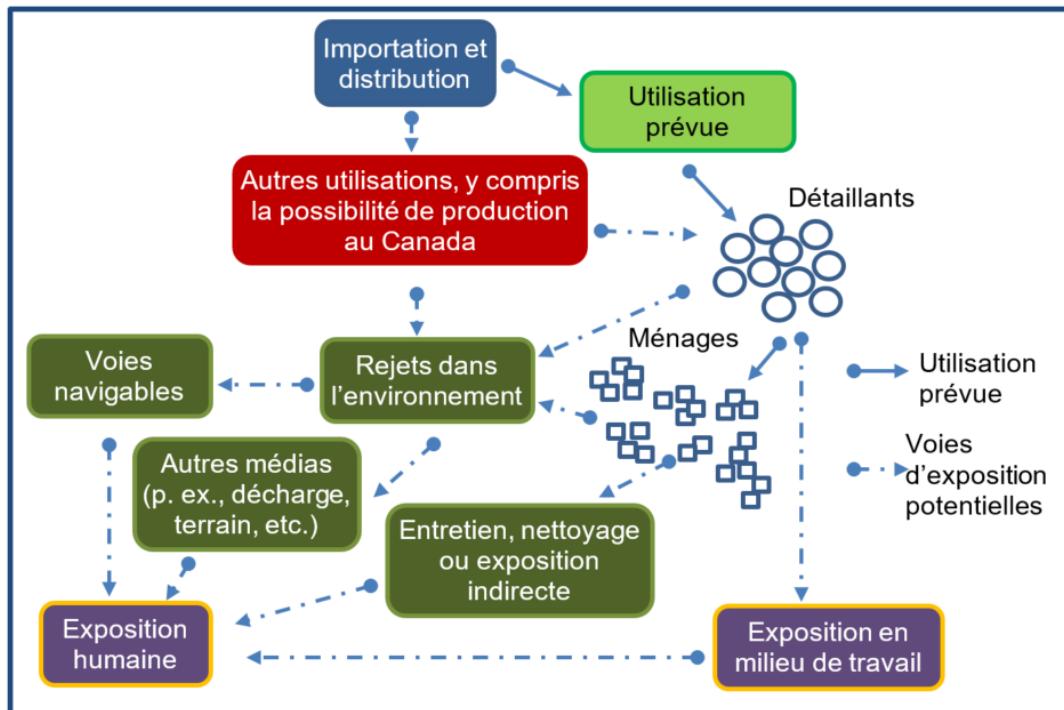 Importation et
distribution
Utilisation
prévue
Autres utilisations, y compris
la possibilité de production
au Canada
Détaillants
Ménages
Voies
navigables
Rejets dans
l’environnement
Utilisation
prévue
Autres médias
(p. ex., décharge,
terrain, etc.)
Voies
d’exposition
potentielles
Entretien, nettoyage
ou exposition
indirecte
Exposition
humaine
Exposition en
milieu de travail